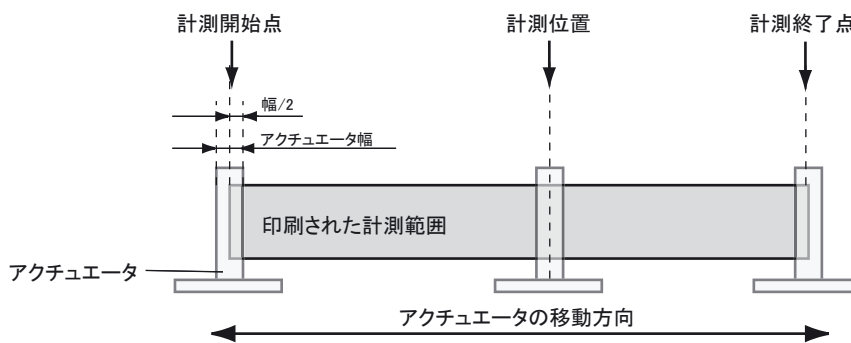 計測開始点
計測位置
計測終了点
幅/2
アクチュエータ幅
印刷された計測範囲
アクチュエータ
アクチュエータの移動方向